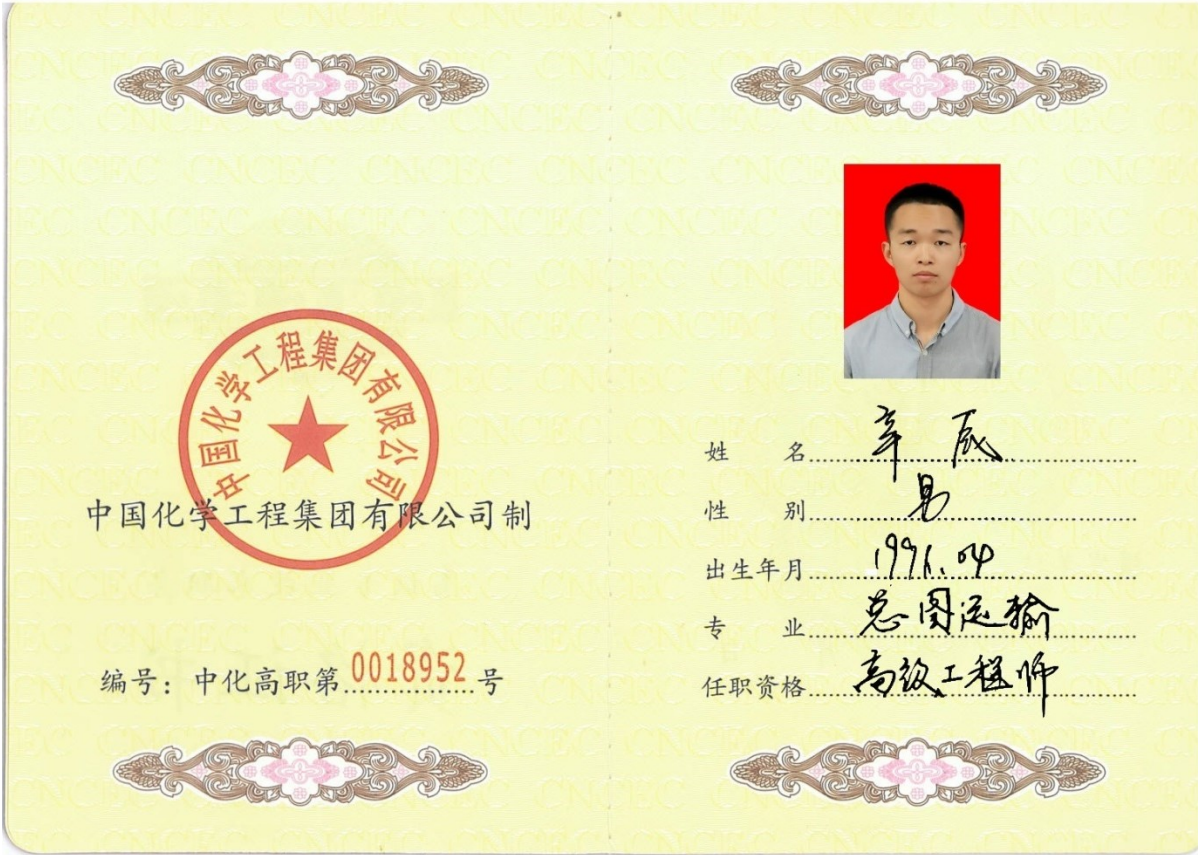 中国化学工程集团有限公司
中国化学工程集团有限公司制
编号：中化高职第0018952号
姓名 辛宬
性别 男
出生年月 1991.04
专业 总图运输
任职资格 高级工程师
CNCEC